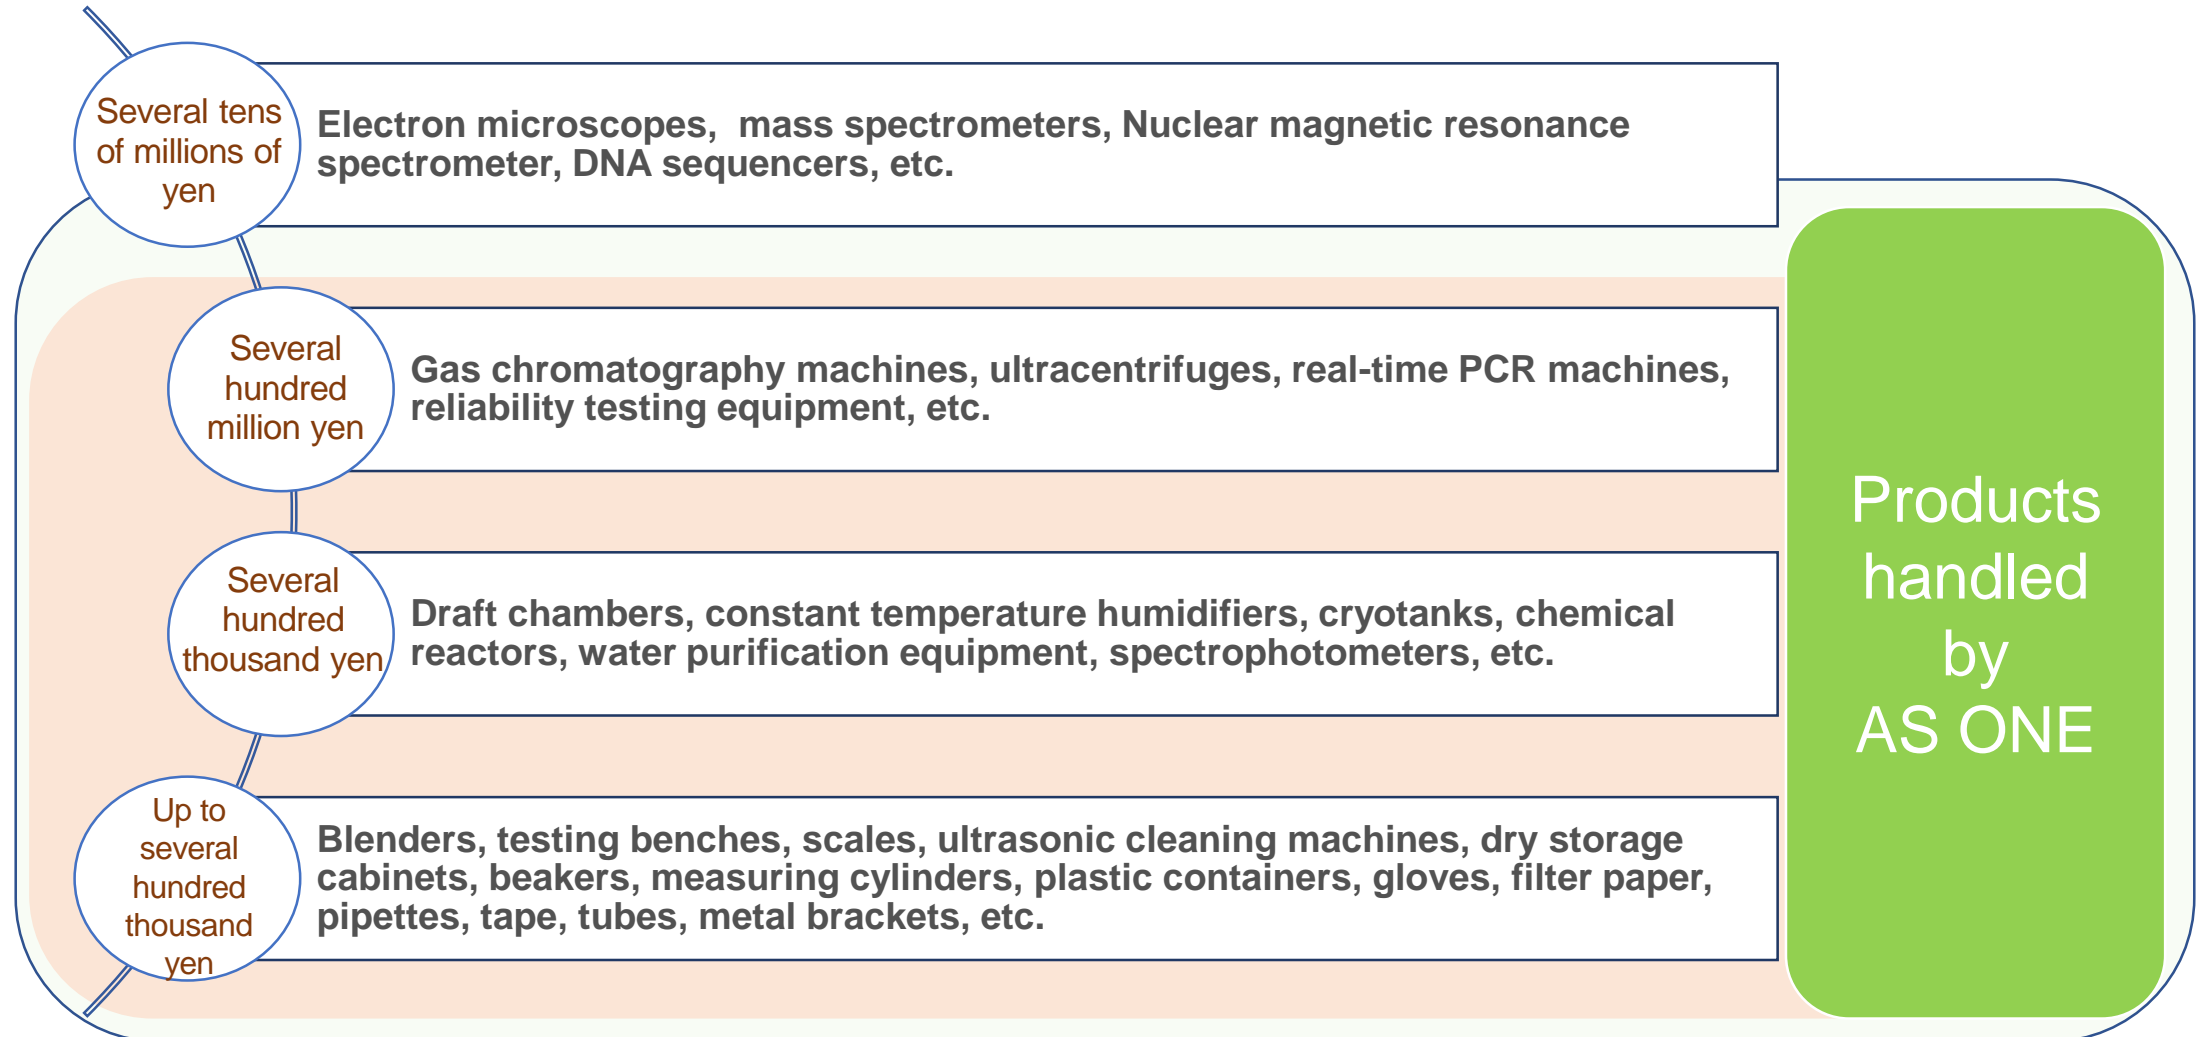 Several tens
of millions of
yen
Electron microscopes,  mass spectrometers, Nuclear magnetic resonance
spectrometer, DNA sequencers, etc.
Several
hundred
million yen
Gas chromatography machines, ultracentrifuges, real-time PCR machines,
reliability testing equipment, etc.
Several
hundred
thousand yen
Draft chambers, constant temperature humidifiers, cryotanks, chemical
reactors, water purification equipment, spectrophotometers, etc.
Up to
several
hundred
thousand
yen
Blenders, testing benches, scales, ultrasonic cleaning machines, dry storage
cabinets, beakers, measuring cylinders, plastic containers, gloves, filter paper,
pipettes, tape, tubes, metal brackets, etc.
Products
handled
by
AS ONE